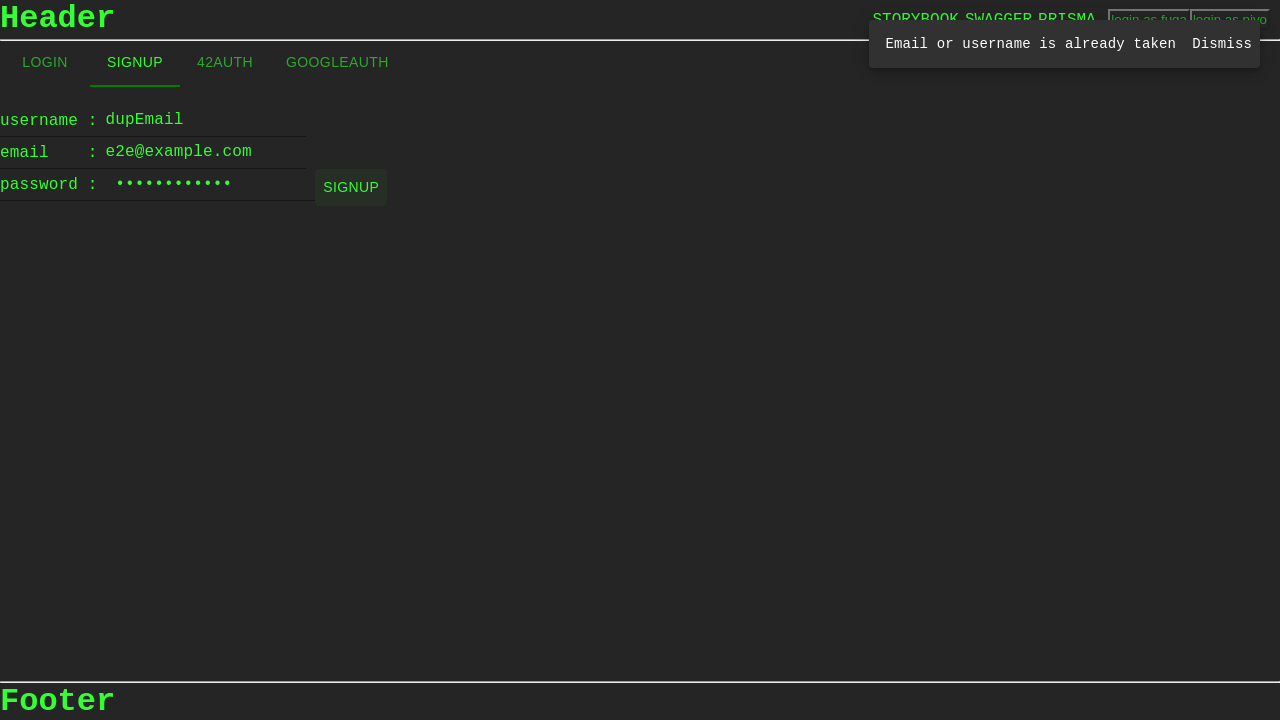 Header
STORYBOOK SWAGGER PRISMA login as fuga login as piyo
Email or username is already taken Dismiss
LOGIN SIGNUP 42AUTH GOOGLEAUTH
username : dupEmail
email : e2e@example.com
password : ••••••••••••
SIGNUP
Footer